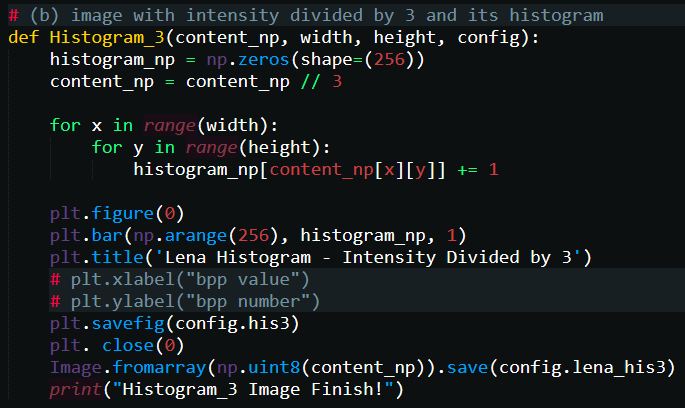 # (b) image with intensity divided by 3 and its histogram
def Histogram_3(content_np, width, height, config):
    histogram_np = np.zeros(shape=(256))
    content_np = content_np // 3

    for x in range(width):
        for y in range(height):
            histogram_np[content_np[x][y]] += 1

    plt.figure(0)
    plt.bar(np.arange(256), histogram_np, 1)
    plt.title('Lena Histogram - Intensity Divided by 3')
    # plt.xlabel("bpp value")
    # plt.ylabel("bpp number")
    plt.savefig(config.his3)
    plt. close(0)
    Image.fromarray(np.uint8(content_np)).save(config.lena_his3)
    print("Histogram_3 Image Finish!")